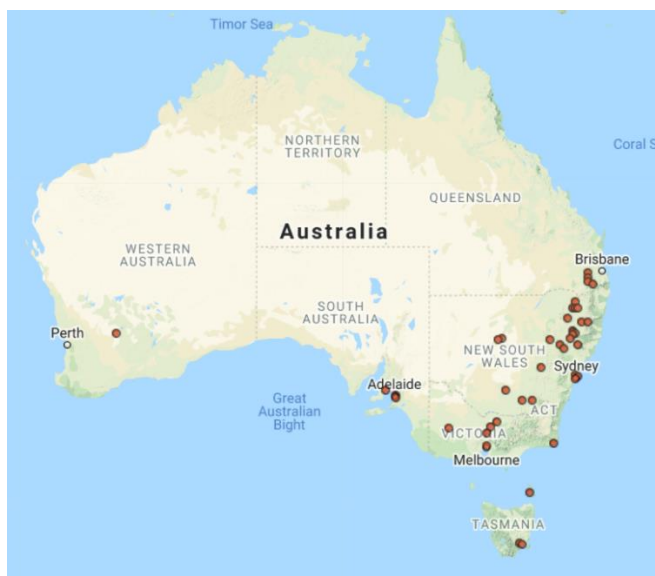 Timor Sea
NORTHERN
TERRITORY
Coral S
QUEENSLAND
Australia
WESTERN
AUSTRALIA
Brisbane
SOUTH
AUSTRALIA
Perth
NEW SOUTH
WALES
Sydney
Adelaide
Great
Australian
Bight
ACT
VICTORIA
Melbourne
TASMANIA